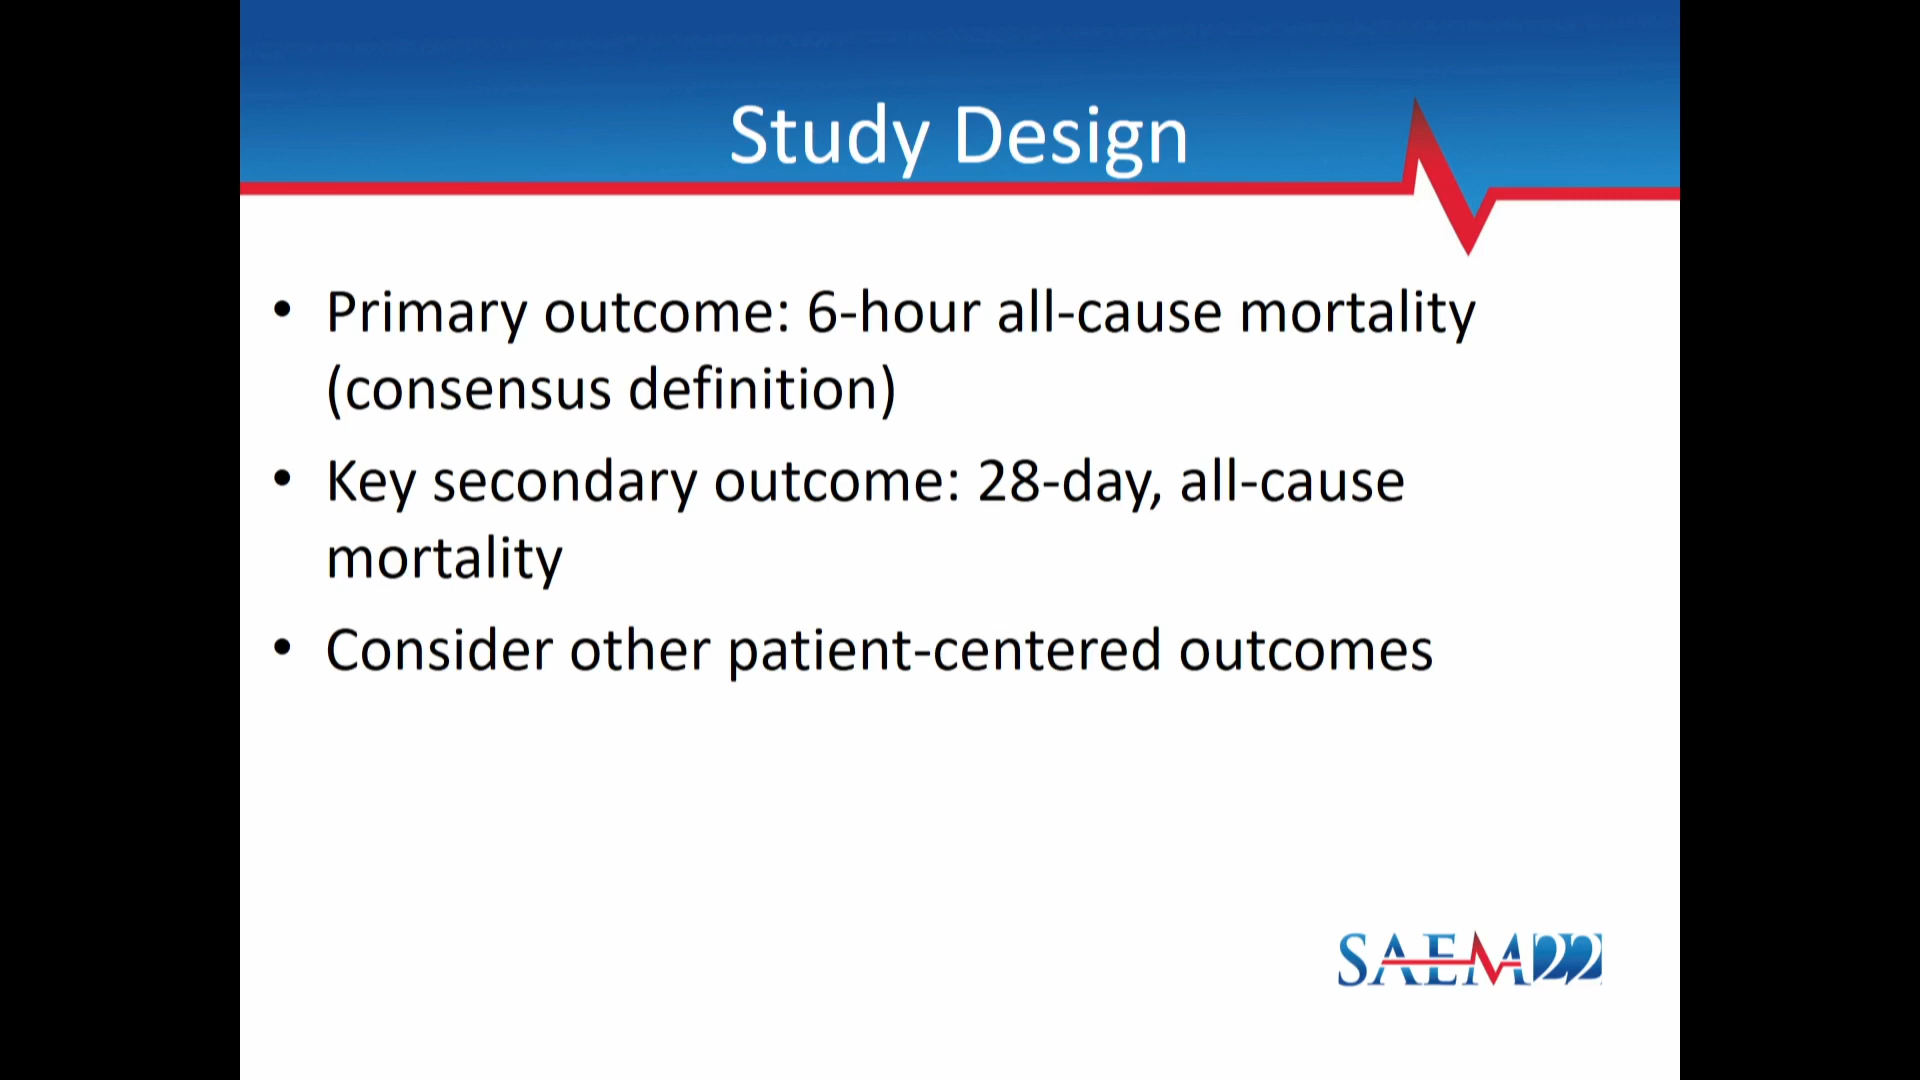 Study Design
• Primary outcome: 6-hour all-cause mortality
(consensus definition)
• Key secondary outcome: 28-day, all-cause
mortality
• Consider other patient-centered outcomes
SAEM22